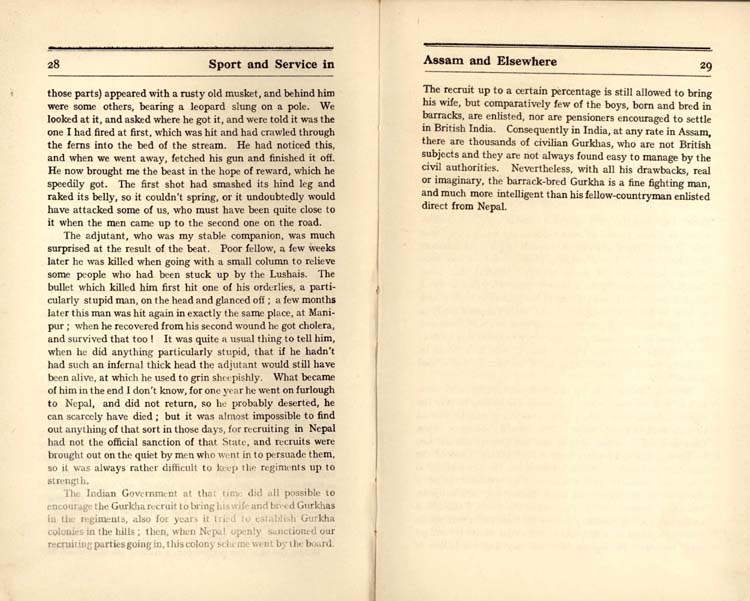 28 Sport and Service in
those parts) appeared with a rusty old musket, and behind him
were some others, bearing a leopard slung on a pole. We
looked at it, and asked where he got it, and were told it was the
one I had fired at first, which was hit and had crawled through
the ferns into the bed of the stream. He had noticed this,
and when we went away, fetched his gun and finished it off.
He now brought me the beast in the hope of reward, which he
speedily got. The first shot had smashed its hind leg and
raked its belly, so it couldn't spring, or it undoubtedly would
have attacked some of us, who must have been quite close to
it when the men came up to the second one on the road.
The adjutant, who was my stable companion, was much
surprised at the result of the beat. Poor fellow, a few weeks
later he was killed when going with a small column to relieve
some people who had been stuck up by the Lushais. The
bullet which killed him first hit one of his orderlies, a parti-
cularly stupid man, on the head and glanced off ; a few months
later this man was hit again in exactly the same place, at Mani-
pur ; when he recovered from his second wound he got cholera,
and survived that too ! It was quite a usual thing to tell him,
when he did anything particularly stupid, that if he hadn't
had such an infernal thick head the adjutant would still have
been alive, at which he used to grin sheepishly. What became
of him in the end I don't know, for one year he went on furlough
to Nepal, and did not return, so he probably deserted, he
can scarcely have died ; but it was almost impossible to find
out anything of that sort in those days, for recruiting in Nepal
had not the official sanction of that State, and recruits were
brought out on the quiet by men who went in to persuade them,
so it was always rather difficult to keep the regiments up to
strength.
The Indian Government at that time did all possible to
encourage the Gurkha recruit to bring his wife and breed Gurkhas
in the regiments, also for years it tried to establish Gurkha
colonies in the hills ; then, when Nepal openly sanctioned our
recruiting parties going in, this colony scheme went by the board.
Assam and Elsewhere 29
The recruit up to a certain percentage is still allowed to bring
his wife, but comparatively few of the boys, born and bred in
barracks, are enlisted, nor are pensioners encouraged to settle
in British India. Consequently in India, at any rate in Assam,
there are thousands of civilian Gurkhas, who are not British
subjects and they are not always found easy to manage by the
civil authorities. Nevertheless, with all his drawbacks, real
or imaginary, the barrack-bred Gurkha is a fine fighting man,
and much more intelligent than his fellow-countryman enlisted
direct from Nepal.